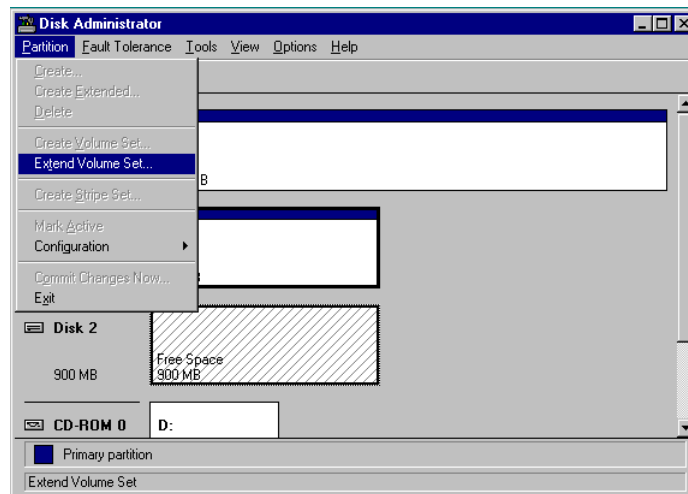 Disk Administrator
Partition Fault Tolerance Tools View Options Help
Create...
Create Extended...
Delete
Create Volume Set...
Extend Volume Set...
Create Stripe Set...
Mark Active
Configuration
Commit Changes Now...
Exit
B
Disk 2
900 MB
Free Space
900 MB
CD-ROM 0
D:
Primary partition
Extend Volume Set